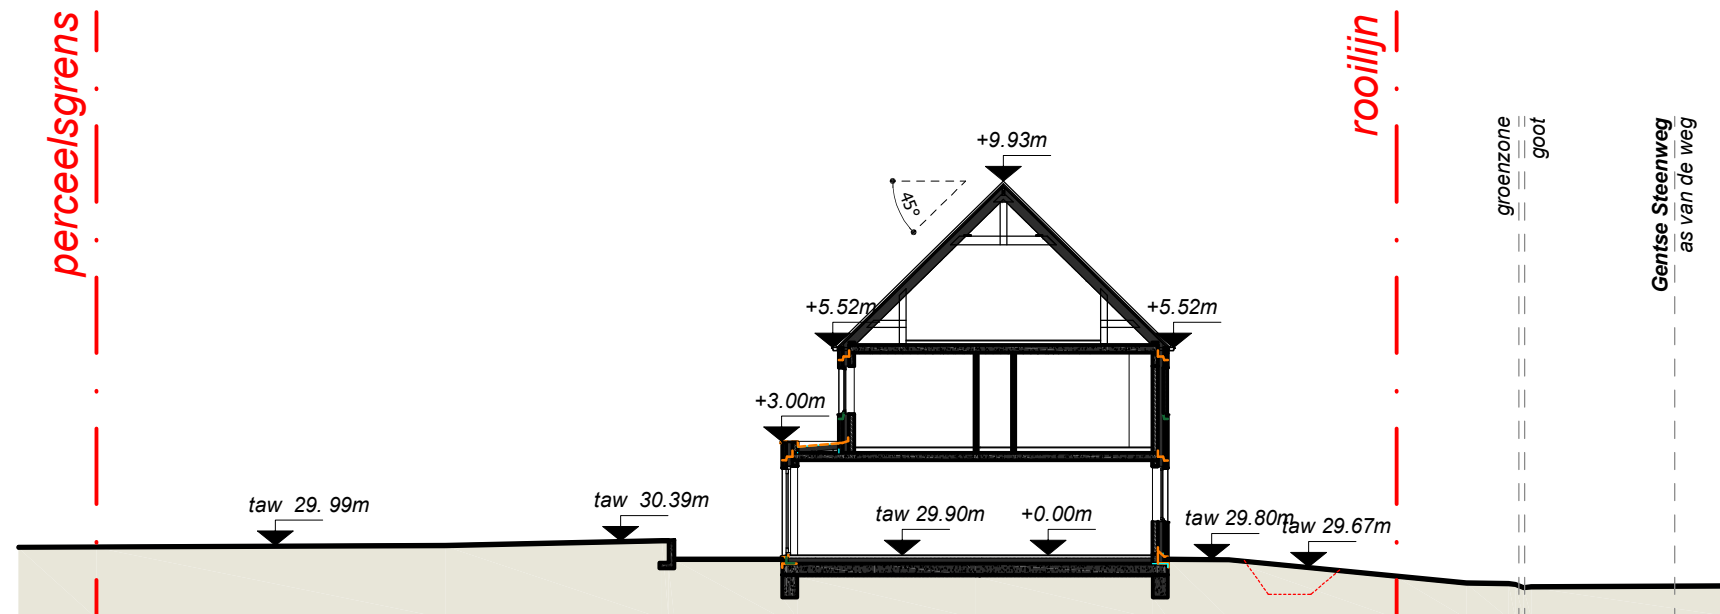 perceelsgrens
rooilijn
groenzone
goot
Gentse Steenweg
as van de weg
+9.93m
45°
+5.52m
+5.52m
+3.00m
taw 29.99m
taw 30.39m
taw 29.90m
+0.00m
taw 29.80m
taw 29.67m